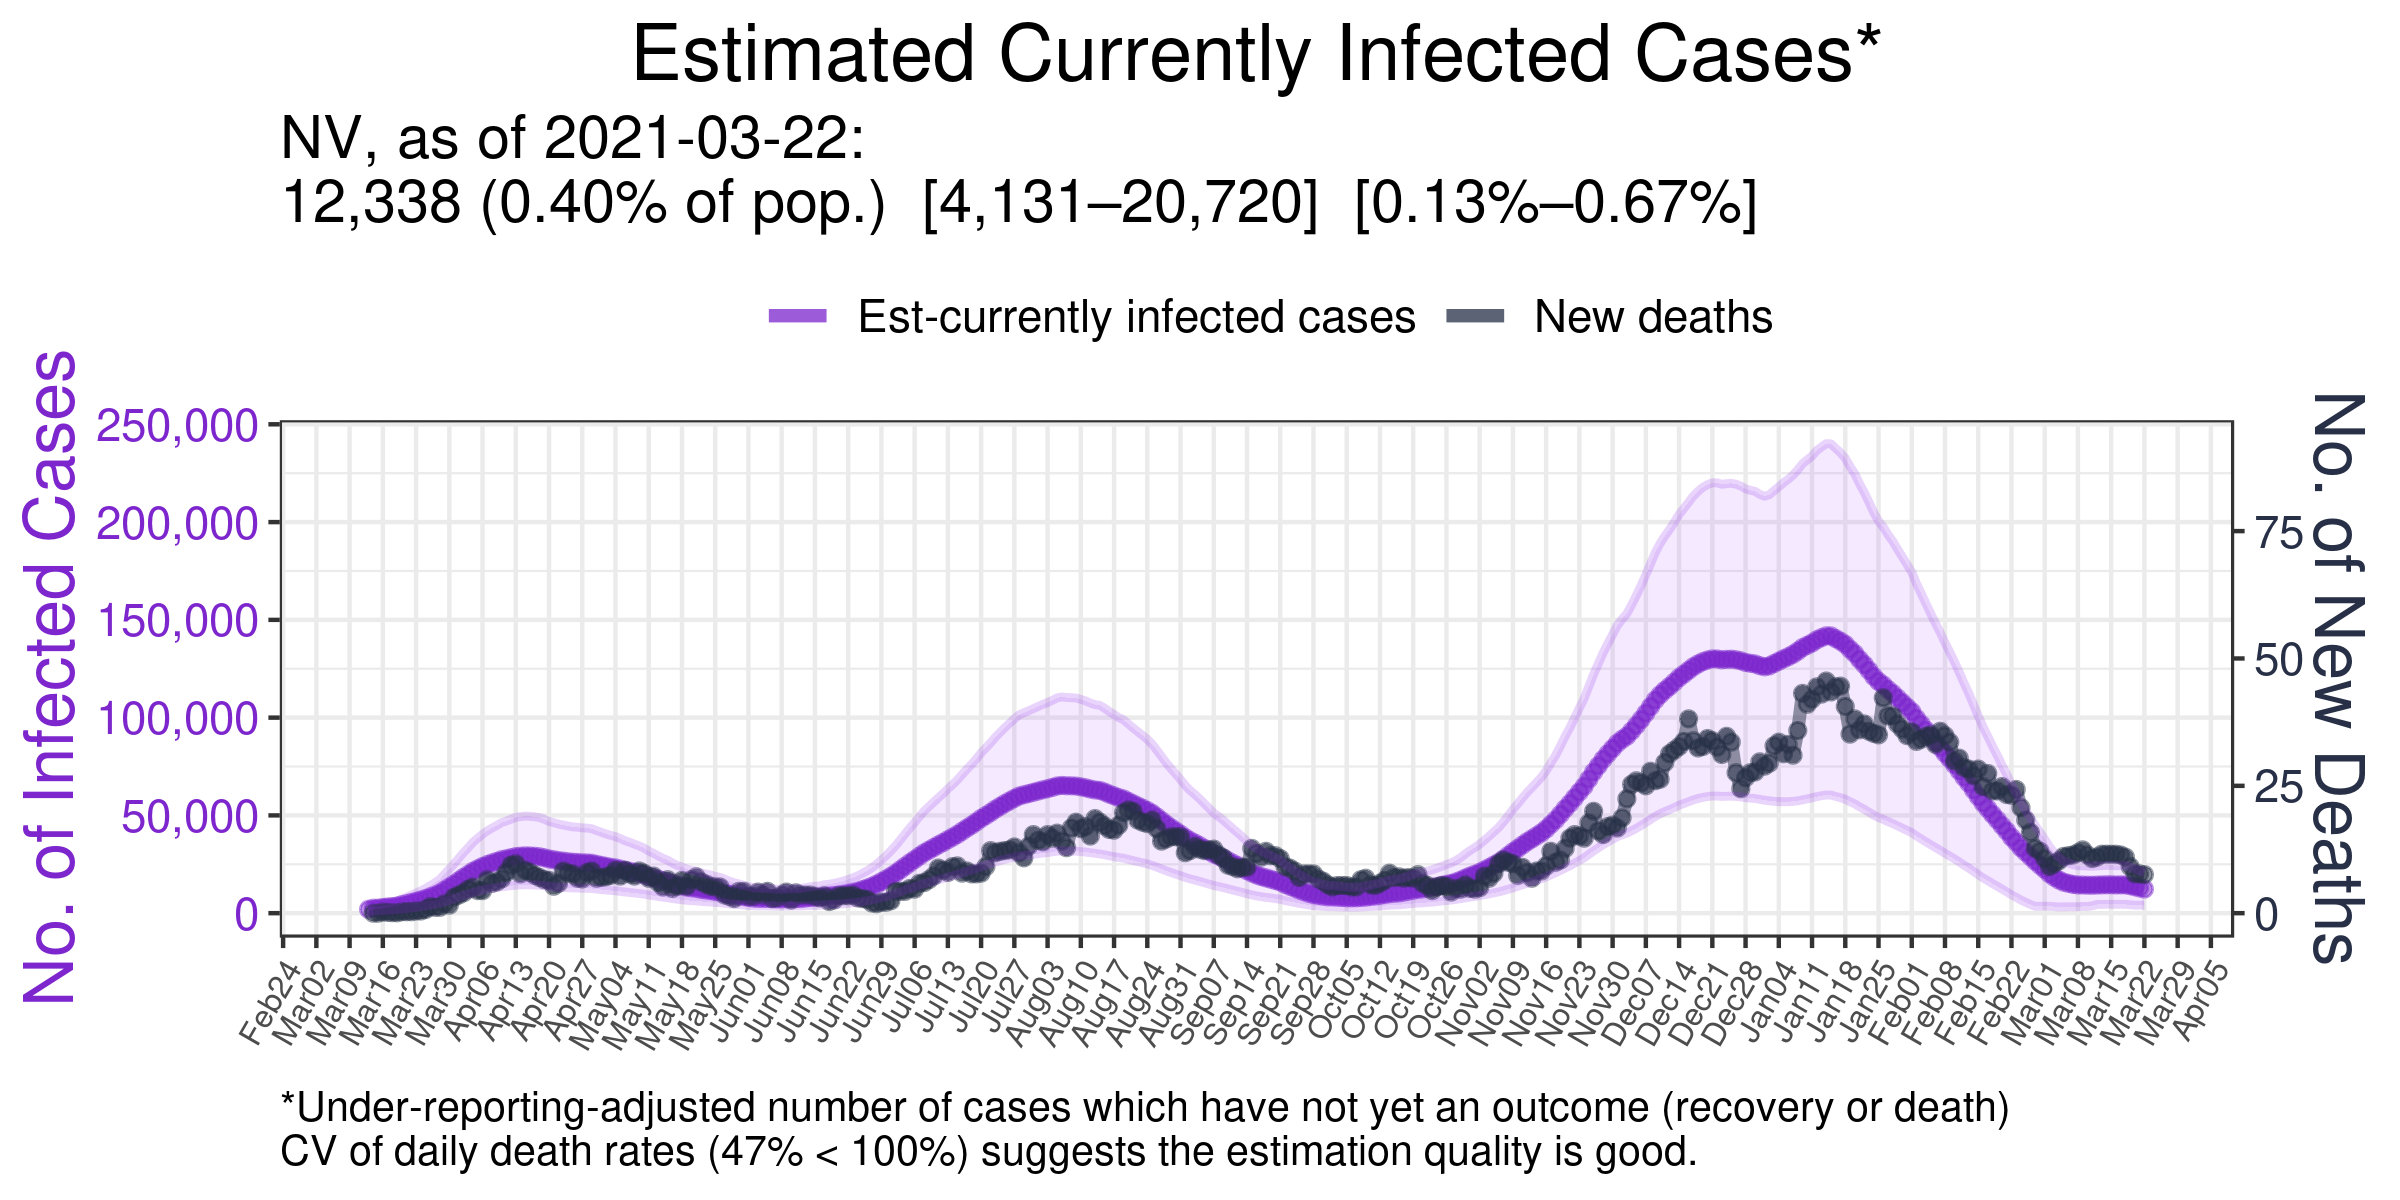 Estimated Currently Infected Cases*
NV, as of 2021-03-22:
12,338 (0.40% of pop.) [4,131–20,720] [0.13%–0.67%]
Est-currently infected cases New deaths
No. of Infected Cases
250,000
200,000
150,000
100,000
50,000
0
No. of New Deaths
75
50
25
0
Feb24 Mar02 Mar09 Mar16 Mar23 Mar30 Apr06 Apr13 Apr20 Apr27 May04 May11 May18 May25 Jun01 Jun08 Jun15 Jun22 Jun29 Jul06 Jul13 Jul20 Jul27 Aug03 Aug10 Aug17 Aug24 Aug31 Sep07 Sep14 Sep21 Sep28 Oct05 Oct12 Oct19 Oct26 Nov02 Nov09 Nov16 Nov23 Nov30 Dec07 Dec14 Dec21 Dec28 Jan04 Jan11 Jan18 Jan25 Feb01 Feb08 Feb15 Feb22 Mar01 Mar08 Mar15 Mar22 Mar29 Apr05
*Under-reporting-adjusted number of cases which have not yet an outcome (recovery or death)
CV of daily death rates (47% < 100%) suggests the estimation quality is good.